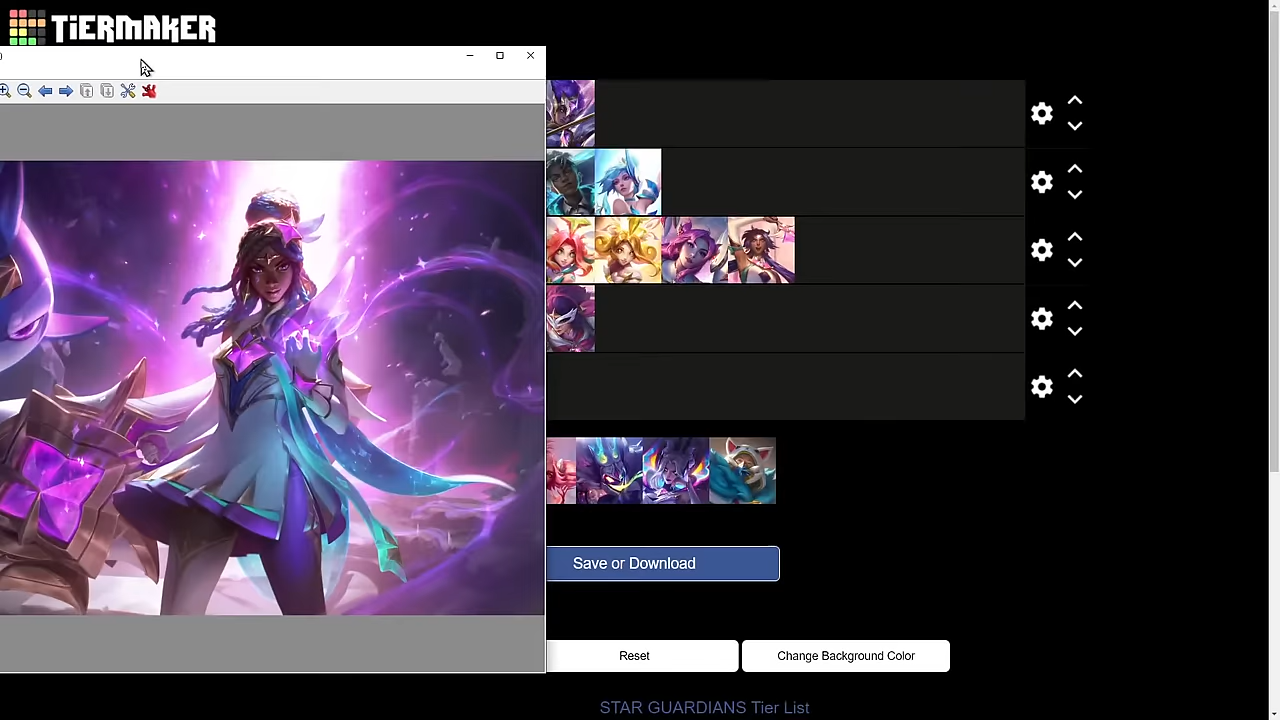 TiERMAKER
Save or Download
Reset
Change Background Color
STAR GUARDIANS Tier List